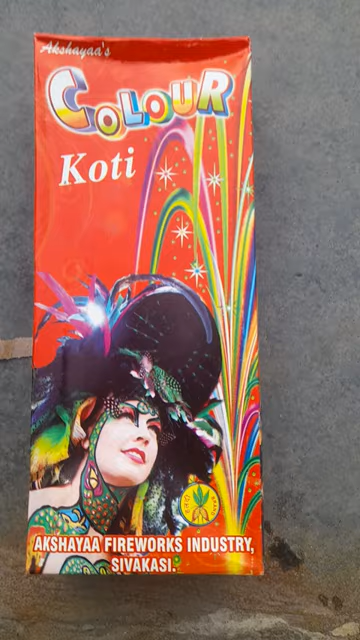 Akshayaa's
COLOUR
Koti
AKSHAYAA FIREWORKS INDUSTRY,
SIVAKASI.